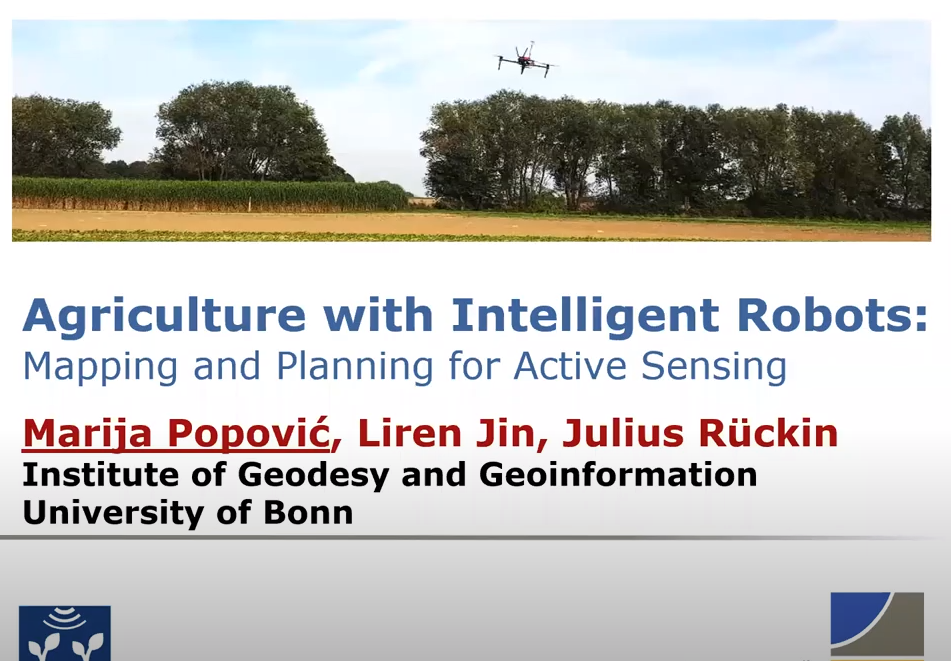 Agriculture with Intelligent Robots:
Mapping and Planning for Active Sensing
Marija Popović, Liren Jin, Julius Rückin
Institute of Geodesy and Geoinformation
University of Bonn